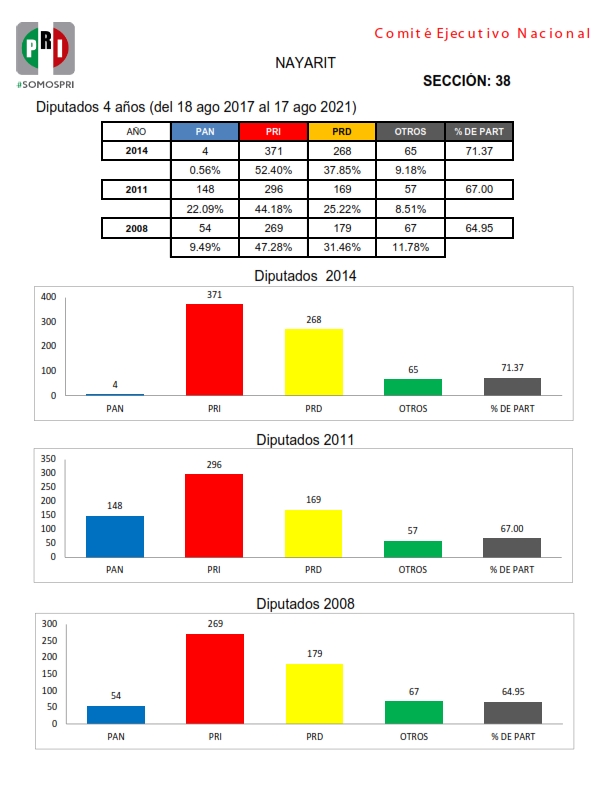 Comité Ejecutivo Nacional
PRI
#SOMOSPRI
NAYARIT
SECCIÓN: 38
Diputados 4 años (del 18 ago 2017 al 17 ago 2021)
AÑO PAN PRI PRD OTROS % DE PART
2014 4 371 268 65 71.37
0.56% 52.40% 37.85% 9.18%
2011 148 296 169 57 67.00
22.09% 44.18% 25.22% 8.51%
2008 54 269 179 67 64.95
9.49% 47.28% 31.46% 11.78%
Diputados 2014
400
300
200
100
0
4 371 268 65 71.37
PAN PRI PRD OTROS % DE PART
Diputados 2011
350
300
250
200
150
100
50
0
148 296 169 57 67.00
PAN PRI PRD OTROS % DE PART
Diputados 2008
300
250
200
150
100
50
0
54 269 179 67 64.95
PAN PRI PRD OTROS % DE PART